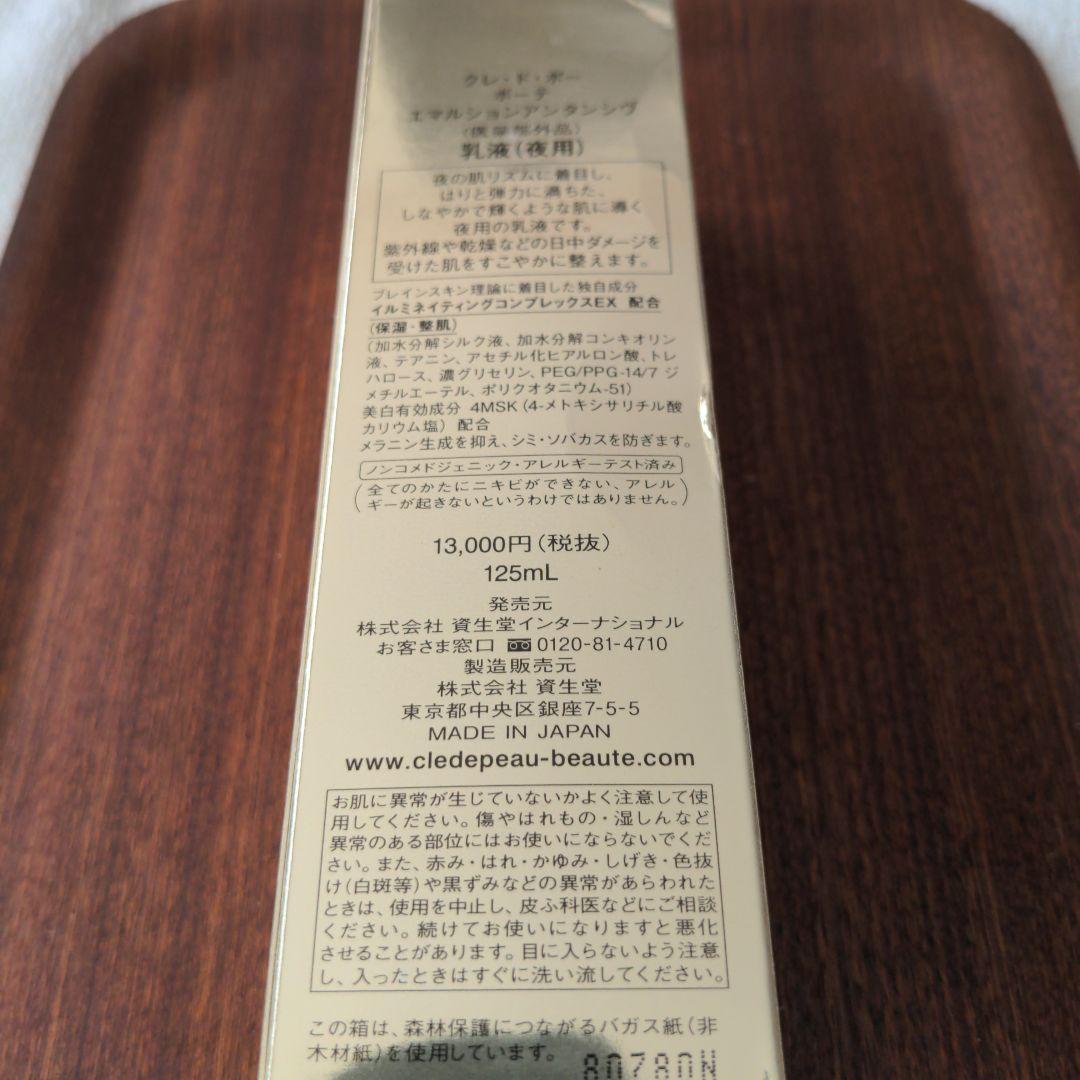 クレ・ド・ポー
ボーテ
エマルションアンタンシヴ
(医薬部外品)
乳液(夜用)
夜の肌リズムに着目し、
はりと弾力に満ちた、
しなやかで輝くような肌に導く
夜用の乳液です。
紫外線や乾燥などの日中ダメージを
受けた肌をすこやかに整えます。
ブレインスキン理論に着目した独自成分
イルミネイティングコンプレックスEX 配合
(保湿・整肌)
(加水分解シルク液、加水分解コンキオリン
液、テアニン、アセチル化ヒアルロン酸、トレ
ハロース、濃グリセリン、PEG/PPG-14/7 ジ
メチルエーテル、ポリクオタニウム-51)
美白有効成分 4MSK(4-メトキシサリチル酸
カリウム塩) 配合
メラニン生成を抑え、シミ・ソバカスを防ぎます。
ノンコメドジェニック・アレルギーテスト済み
(全てのかたにニキビができない、アレル
ギーが起きないというわけではありません。)
13,000円(税抜)
125mL
発売元
株式会社 資生堂インターナショナル
お客さま窓口 0120-81-4710
製造販売元
株式会社 資生堂
東京都中央区銀座7-5-5
MADE IN JAPAN
www.cledepeau-beaute.com
お肌に異常が生じていないかよく注意して使
用してください。傷やはれもの・湿しんなど
異常のある部位にはお使いにならないでくだ
さい。また、赤み・はれ・かゆみ・しげき・色抜
け(白斑等)や黒ずみなどの異常があらわれた
ときは、使用を中止し、皮ふ科医などにご相談
ください。続けてお使いになりますと悪化
させることがあります。目に入らないよう注意
し、入ったときはすぐに洗い流してください。
この箱は、森林保護につながるバガス紙(非
木材紙)を使用しています。